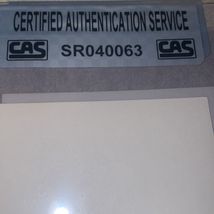 CERTIFIED AUTHENTICATION SERVICE
CAS SR040063 CAS